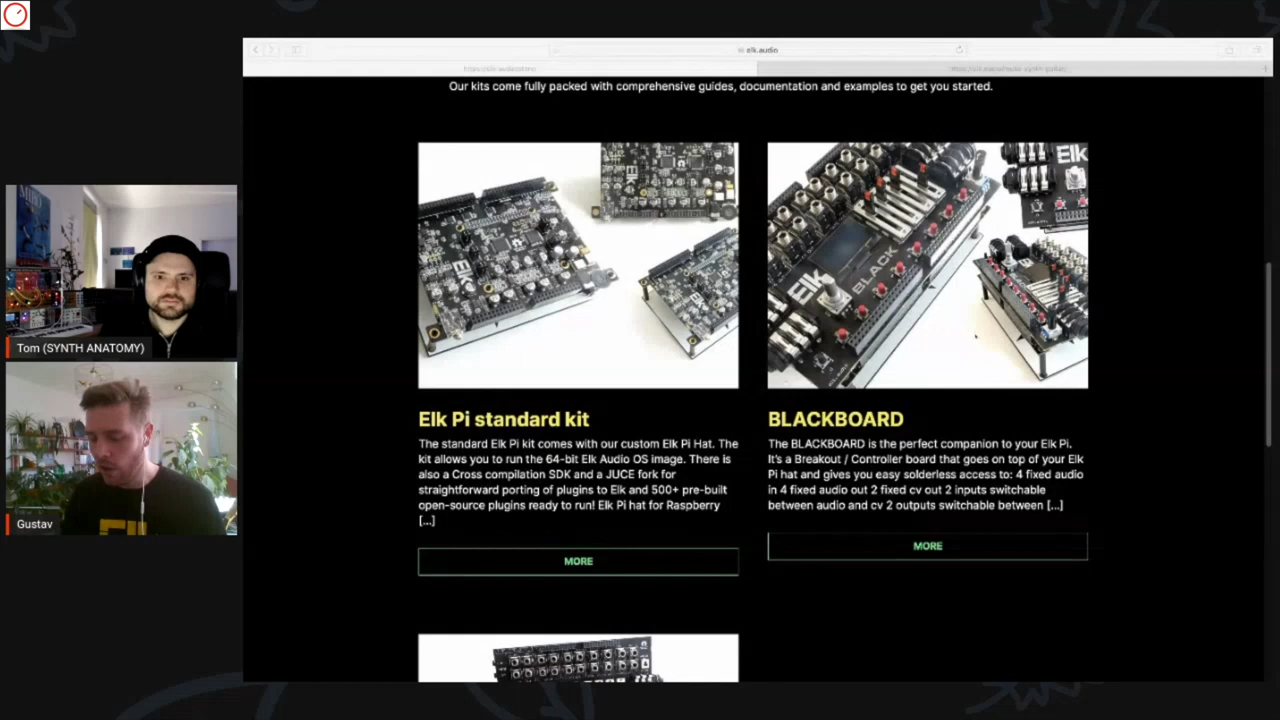 elk.audio
Our kits come fully packed with comprehensive guides, documentation and examples to get you started.
Elk
Elk
BLACK
Elk
Elk
Elk Pi standard kit
The standard Elk Pi kit comes with our custom Elk Pi Hat. The
kit allows you to run the 64-bit Elk Audio OS image. There is
also a Cross compilation SDK and a JUCE fork for
straightforward porting of plugins to Elk and 500+ pre-built
open-source plugins ready to run! Elk Pi hat for Raspberry
[...]
MORE
BLACKBOARD
The BLACKBOARD is the perfect companion to your Elk Pi.
It's a Breakout / Controller board that goes on top of your Elk
Pi hat and gives you easy solderless access to: 4 fixed audio
in 4 fixed audio out 2 fixed cv out 2 inputs switchable
between audio and cv 2 outputs switchable between [...]
MORE
Tom (SYNTH ANATOMY)
Gustav